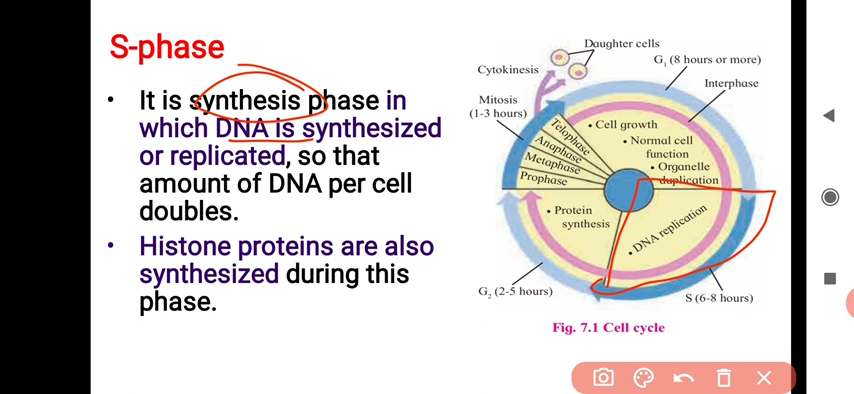 S-phase
• It is synthesis phase in
which DNA is synthesized
or replicated, so that
amount of DNA per cell
doubles.
• Histone proteins are also
synthesized during this
phase.
Daughter cells
Cytokinesis
G₁ (8 hours or more)
Interphase
Mitosis
(1-3 hours)
Telophase
Anaphase
Metaphase
Prophase
• Cell growth
• Normal cell
function
• Organelle
duplication
• Protein
synthesis
• DNA replication
G₂ (2-5 hours)
S (6-8 hours)
Fig. 7.1 Cell cycle